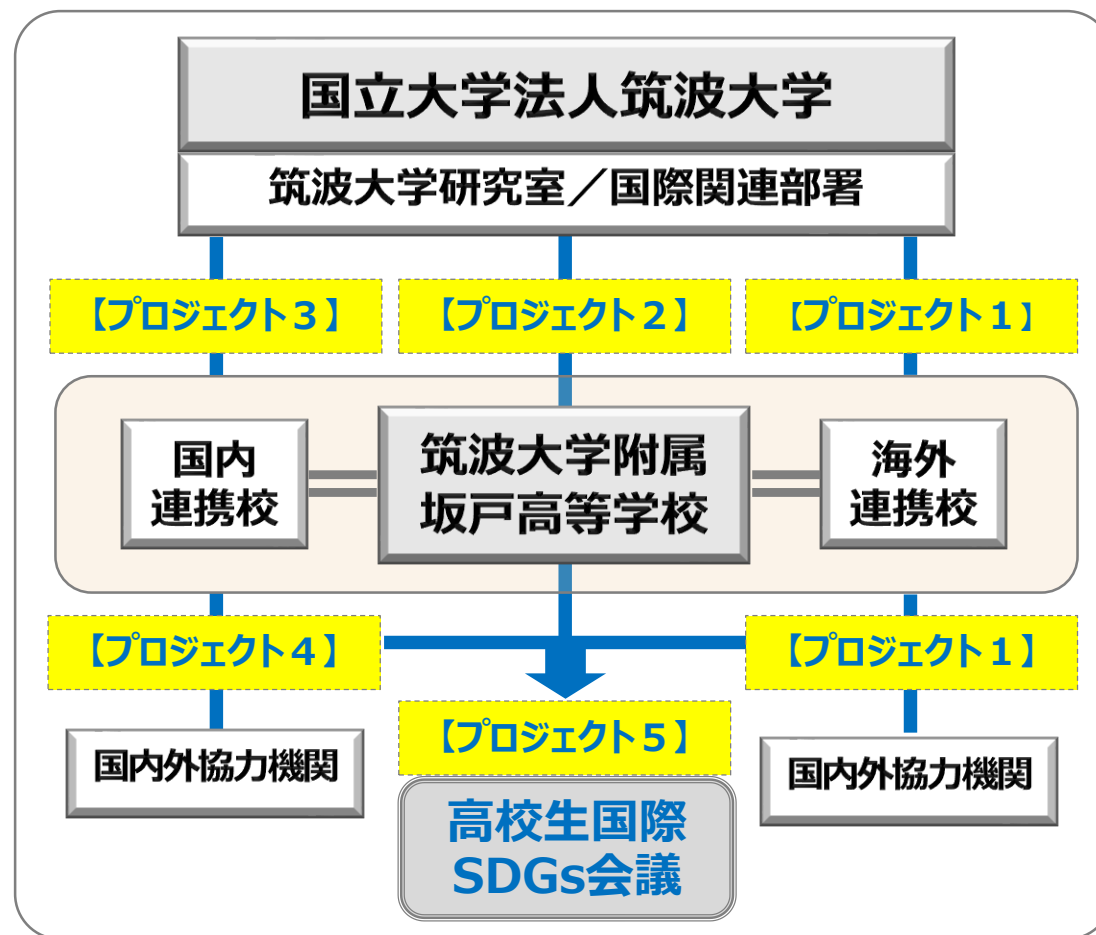 国立大学法人筑波大学
筑波大学研究室／国際関連部署
【プロジェクト３】
【プロジェクト２】
【プロジェクト１】
国内
連携校
筑波大学附属
坂戸高等学校
海外
連携校
【プロジェクト４】
【プロジェクト１】
【プロジェクト５】
国内外協力機関
国内外協力機関
高校生国際
SDGs会議